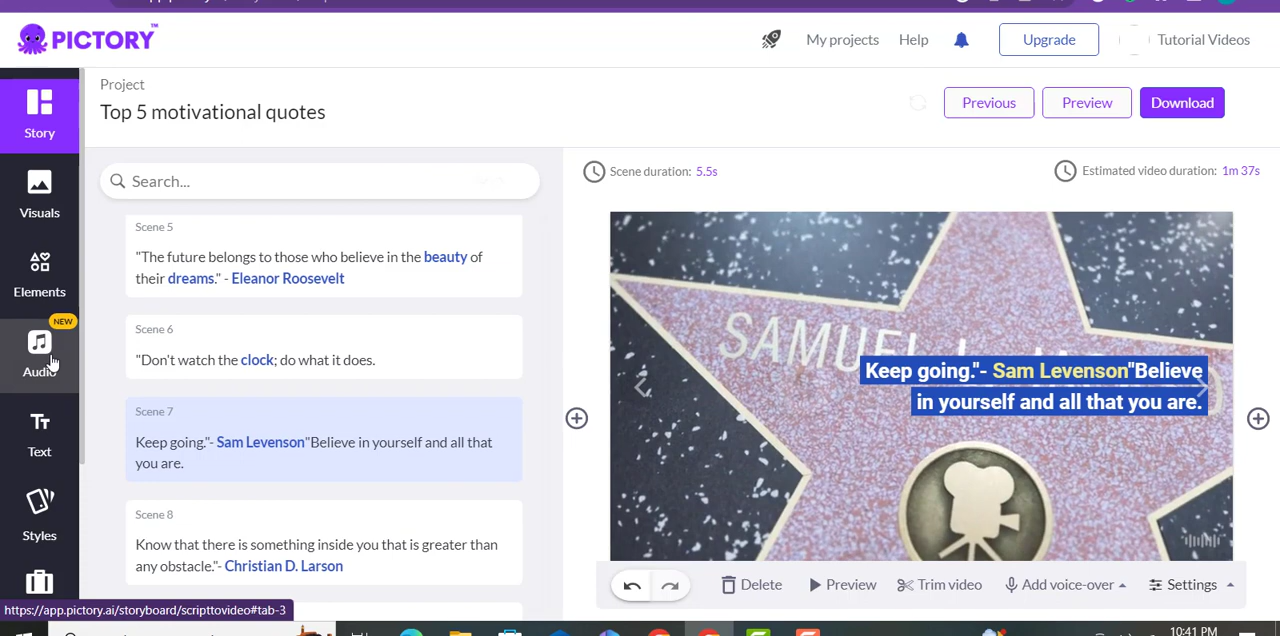 PICTORY™
My projects
Help
Upgrade
Tutorial Videos
Story
Visuals
Elements
NEW
Audio
Text
Styles
Project
Top 5 motivational quotes
Previous
Preview
Download
Search...
Scene 5
"The future belongs to those who believe in the beauty of
their dreams." - Eleanor Roosevelt
Scene 6
"Don't watch the clock; do what it does.
Scene 7
Keep going."- Sam Levenson"Believe in yourself and all that
you are.
Scene 8
Know that there is something inside you that is greater than
any obstacle."- Christian D. Larson
Scene duration: 5.5s
Estimated video duration: 1m 37s
SAMUEL L.
Keep going."- Sam Levenson"Believe
in yourself and all that you are.
Delete
Preview
Trim video
Add voice-over
Settings
https://app.pictory.ai/storyboard/scripttovideo#tab-3
10:41 PM